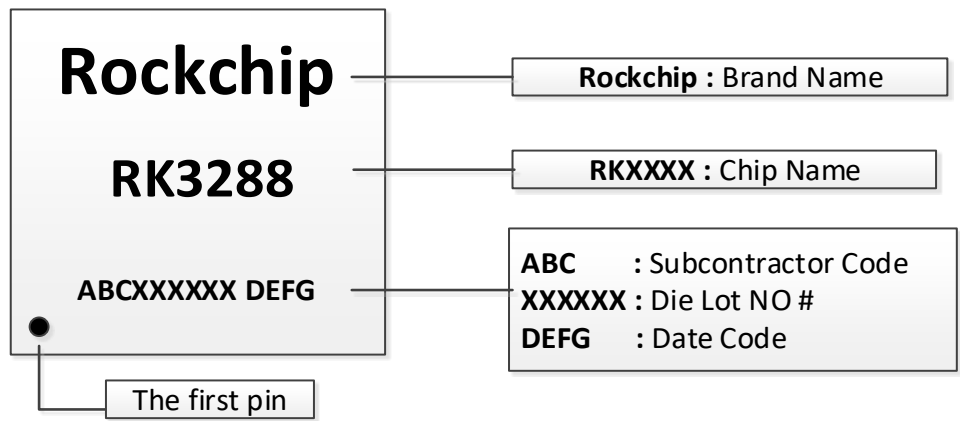 Rockchip
Rockchip : Brand Name
RK3288
RKXXXX : Chip Name
ABCXXXXXX DEFG
ABC : Subcontractor Code
XXXXXX : Die Lot NO #
DEFG : Date Code
The first pin